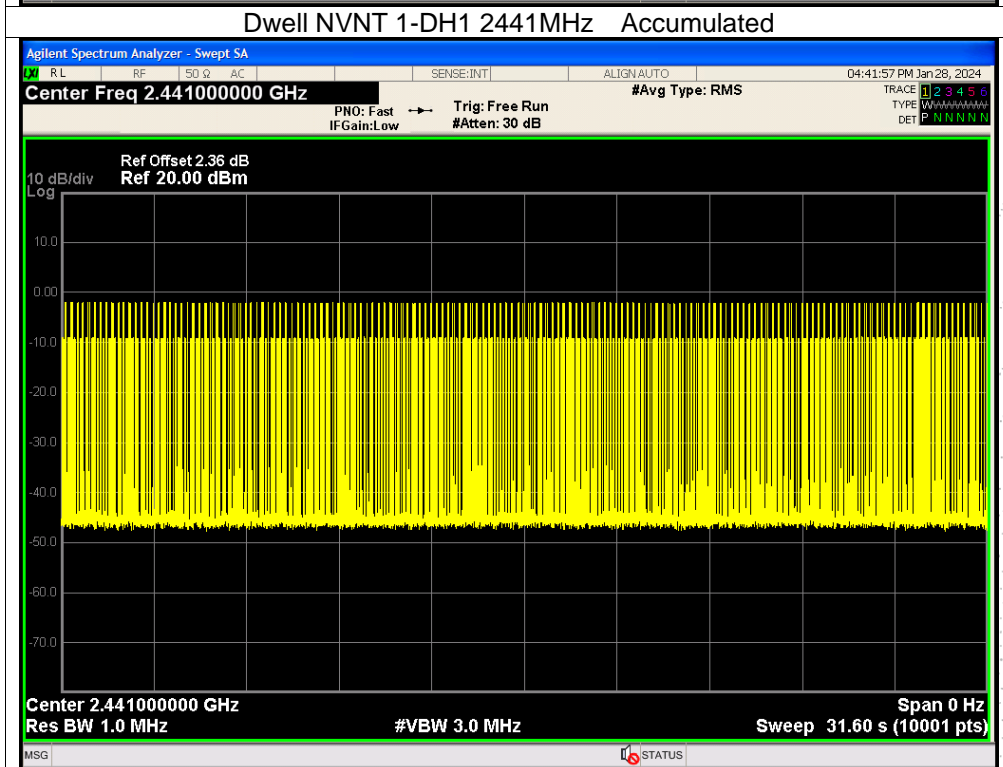 Dwell NVNT 1-DH1 2441MHz Accumulated
Agilent Spectrum Analyzer - Swept SA
LXI RL RF 50 Ω AC SENSE:INT ALIGN AUTO 04:41:57 PM Jan 28, 2024
Center Freq 2.441000000 GHz #Avg Type: RMS TRACE 1 2 3 4 5 6
PNO: Fast Trig: Free Run TYPE WWWWWW
IFGain:Low #Atten: 30 dB DET P N N N N N
Ref Offset 2.36 dB
10 dB/div Ref 20.00 dBm
Log
10.0
0.00
-10.0
-20.0
-30.0
-40.0
-50.0
-60.0
-70.0
Center 2.441000000 GHz Span 0 Hz
Res BW 1.0 MHz #VBW 3.0 MHz Sweep 31.60 s (10001 pts)
MSG STATUS